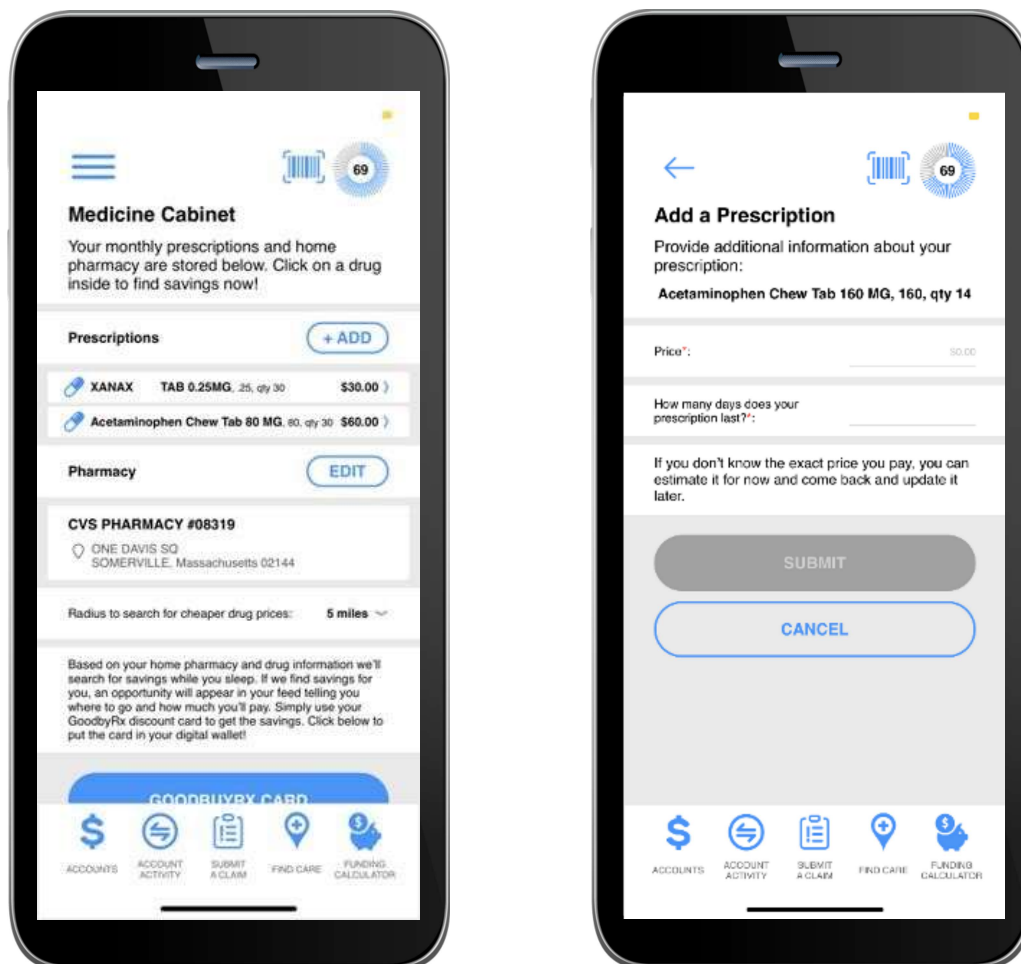 69
Medicine Cabinet
Your monthly prescriptions and home
pharmacy are stored below. Click on a drug
inside to find savings now!
Prescriptions
+ ADD
XANAX TAB 0.25MG, .25, qty 30 $30.00
Acetaminophen Chew Tab 80 MG, 80, qty 30 $60.00
Pharmacy
EDIT
CVS PHARMACY #08319
ONE DAVIS SQ
SOMERVILLE, Massachusetts 02144
Radius to search for cheaper drug prices: 5 miles
Based on your home pharmacy and drug information we'll
search for savings while you sleep. If we find savings for
you, an opportunity will appear in your feed telling you
where to go and how much you'll pay. Simply use your
GoodbyRx discount card to get the savings. Click below to
put the card in your digital wallet!
GOODBUYRX CARD
ACCOUNTS
ACCOUNT
ACTIVITY
SUBMIT
A CLAIM
FIND CARE
FUNDING
CALCULATOR
69
Add a Prescription
Provide additional information about your
prescription:
Acetaminophen Chew Tab 160 MG, 160, qty 14
Price*: $0.00
How many days does your
prescription last?*:
If you don't know the exact price you pay, you can
estimate it for now and come back and update it
later.
SUBMIT
CANCEL
ACCOUNTS
ACCOUNT
ACTIVITY
SUBMIT
A CLAIM
FIND CARE
FUNDING
CALCULATOR